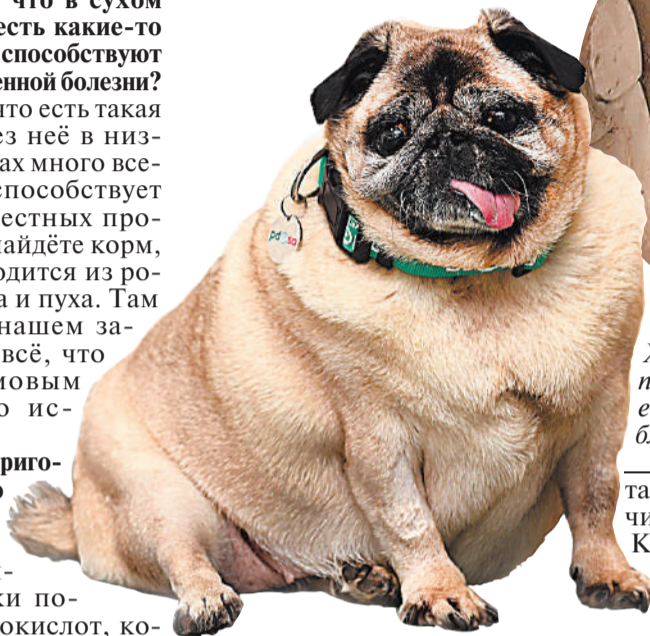 что в сухом
есть какие-то
способствуют
енной болезни?
что есть такая
ез неё в низ-
ах много все-
способствует
естных про-
найдёте корм,
одится из ро-
а и пуха. Там
нашем за-
всё, что
мовым
о ис-
риго-
о
-
ки по-
окислот, ко-
pdsa
Х
п
е
бл
та
чи
К